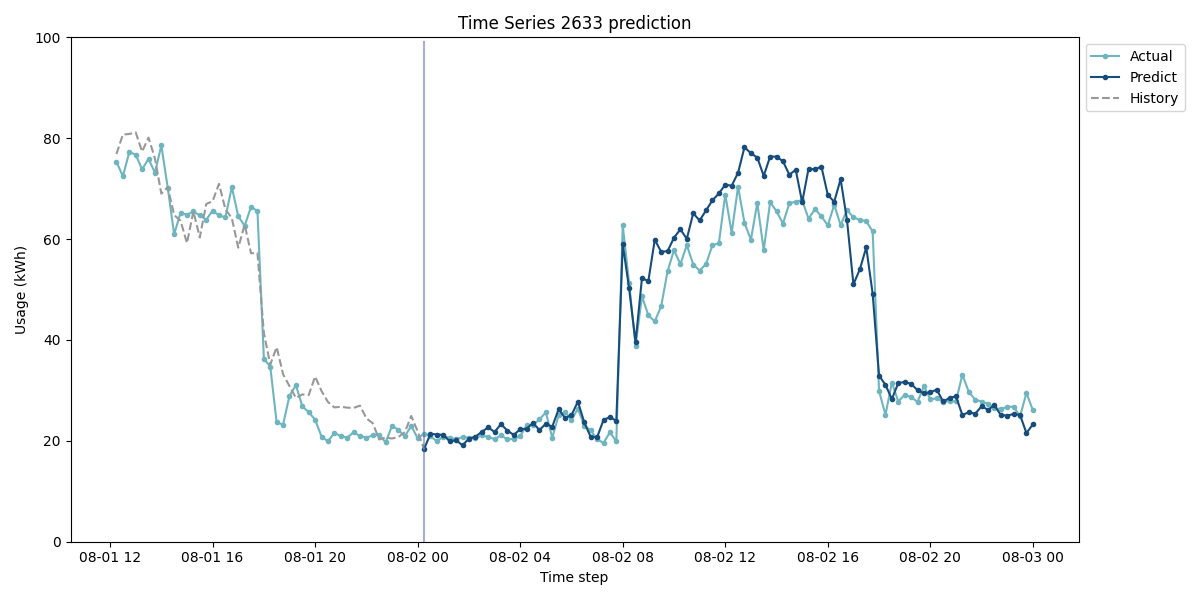 Time Series 2633 prediction
100
80
60
40
20
0
Usage (kWh)
08-01 12
08-01 16
08-01 20
08-02 00
08-02 04
08-02 08
08-02 12
08-02 16
08-02 20
08-03 00
Time step
Actual
Predict
History